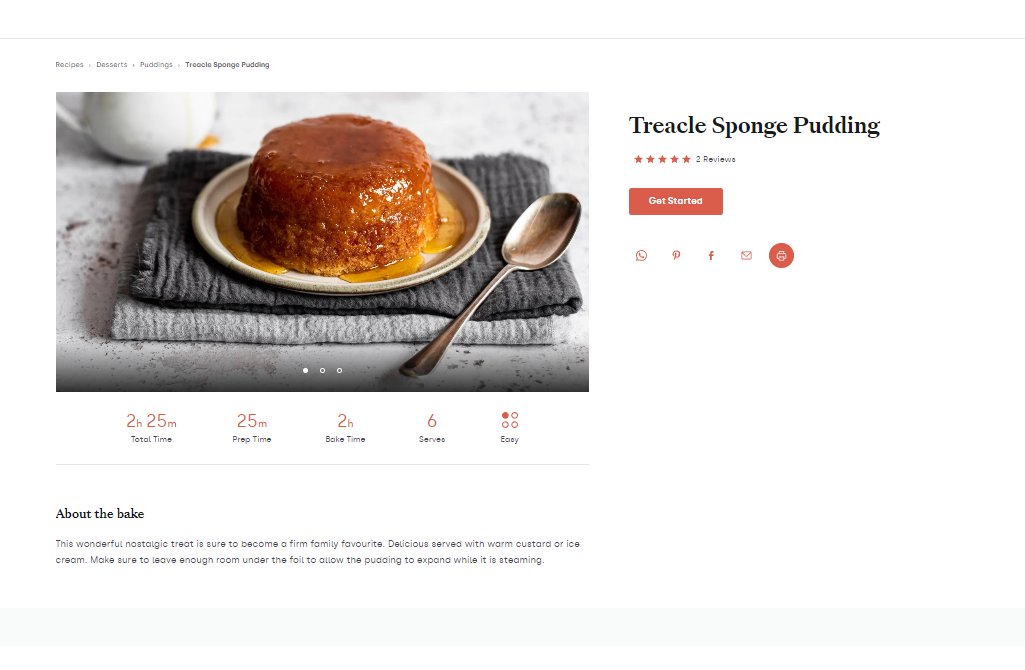 Recipes › Desserts › Puddings › Treacle Sponge Pudding
Treacle Sponge Pudding
2 Reviews
Get Started
2h 25m
Total Time
25m
Prep Time
2h
Bake Time
6
Serves
Easy
About the bake
This wonderful nostalgic treat is sure to become a firm family favourite. Delicious served with warm custard or ice
cream. Make sure to leave enough room under the foil to allow the pudding to expand while it is steaming.